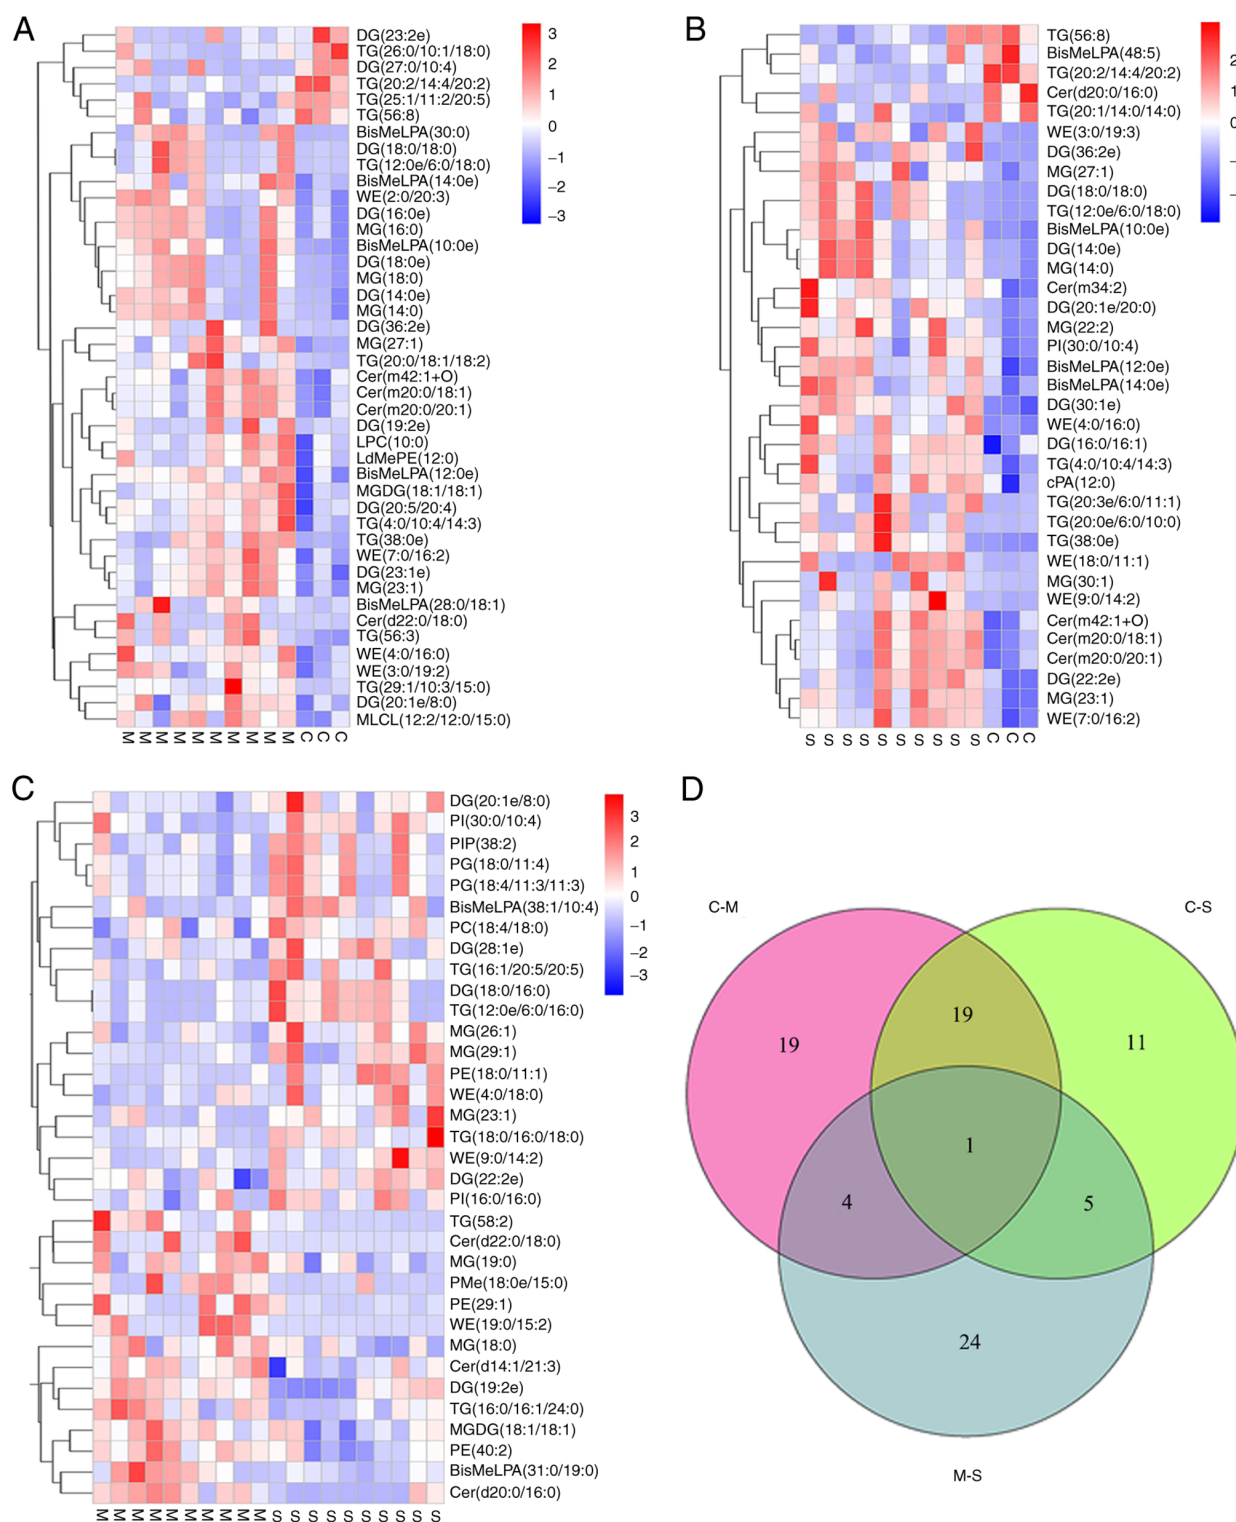 A
DG(23:2e)
TG(26:0/10:1/18:0)
DG(27:0/10:4)
TG(20:2/14:4/20:2)
TG(25:1/11:2/20:5)
TG(56:8)
BisMeLPA(30:0)
DG(18:0/18:0)
TG(12:0e/6:0/18:0)
BisMeLPA(14:0e)
WE(2:0/20:3)
DG(16:0e)
MG(16:0)
BisMeLPA(10:0e)
DG(18:0e)
MG(18:0)
DG(14:0e)
MG(14:0)
DG(36:2e)
MG(27:1)
TG(20:0/18:1/18:2)
Cer(m42:1+O)
Cer(m20:0/18:1)
Cer(m20:0/20:1)
DG(19:2e)
LPC(10:0)
LdMePE(12:0)
BisMeLPA(12:0e)
MGDG(18:1/18:1)
DG(20:5/20:4)
TG(4:0/10:4/14:3)
TG(38:0e)
WE(7:0/16:2)
DG(23:1e)
MG(23:1)
BisMeLPA(28:0/18:1)
Cer(d22:0/18:0)
TG(56:3)
WE(4:0/16:0)
WE(3:0/19:2)
TG(29:1/10:3/15:0)
DG(20:1e/8:0)
MLCL(12:2/12:0/15:0)
M M M M M M M M M M C C C
3
2
1
0
−1
−2
−3
B
TG(56:8)
BisMeLPA(48:5)
TG(20:2/14:4/20:2)
Cer(d20:0/16:0)
TG(20:1/14:0/14:0)
WE(3:0/19:3)
DG(36:2e)
MG(27:1)
DG(18:0/18:0)
TG(12:0e/6:0/18:0)
BisMeLPA(10:0e)
DG(14:0e)
MG(14:0)
Cer(m34:2)
DG(20:1e/20:0)
MG(22:2)
PI(30:0/10:4)
BisMeLPA(12:0e)
BisMeLPA(14:0e)
DG(30:1e)
WE(4:0/16:0)
DG(16:0/16:1)
TG(4:0/10:4/14:3)
cPA(12:0)
TG(20:3e/6:0/11:1)
TG(20:0e/6:0/10:0)
TG(38:0e)
WE(18:0/11:1)
MG(30:1)
WE(9:0/14:2)
Cer(m42:1+O)
Cer(m20:0/18:1)
Cer(m20:0/20:1)
DG(22:2e)
MG(23:1)
WE(7:0/16:2)
S S S S S S S S S S C C C
2
1
0
−
−
C
DG(20:1e/8:0)
PI(30:0/10:4)
PIP(38:2)
PG(18:0/11:4)
PG(18:4/11:3/11:3)
BisMeLPA(38:1/10:4)
PC(18:4/18:0)
DG(28:1e)
TG(16:1/20:5/20:5)
DG(18:0/16:0)
TG(12:0e/6:0/16:0)
MG(26:1)
MG(29:1)
PE(18:0/11:1)
WE(4:0/18:0)
MG(23:1)
TG(18:0/16:0/18:0)
WE(9:0/14:2)
DG(22:2e)
PI(16:0/16:0)
TG(58:2)
Cer(d22:0/18:0)
MG(19:0)
PMe(18:0e/15:0)
PE(29:1)
WE(19:0/15:2)
MG(18:0)
Cer(d14:1/21:3)
DG(19:2e)
TG(16:0/16:1/24:0)
MGDG(18:1/18:1)
PE(40:2)
BisMeLPA(31:0/19:0)
Cer(d20:0/16:0)
M M M M M M M M M M S S S S S S S S S S
3
2
1
0
−1
−2
−3
D
C-M
C-S
19
19
11
1
4
5
24
M-S